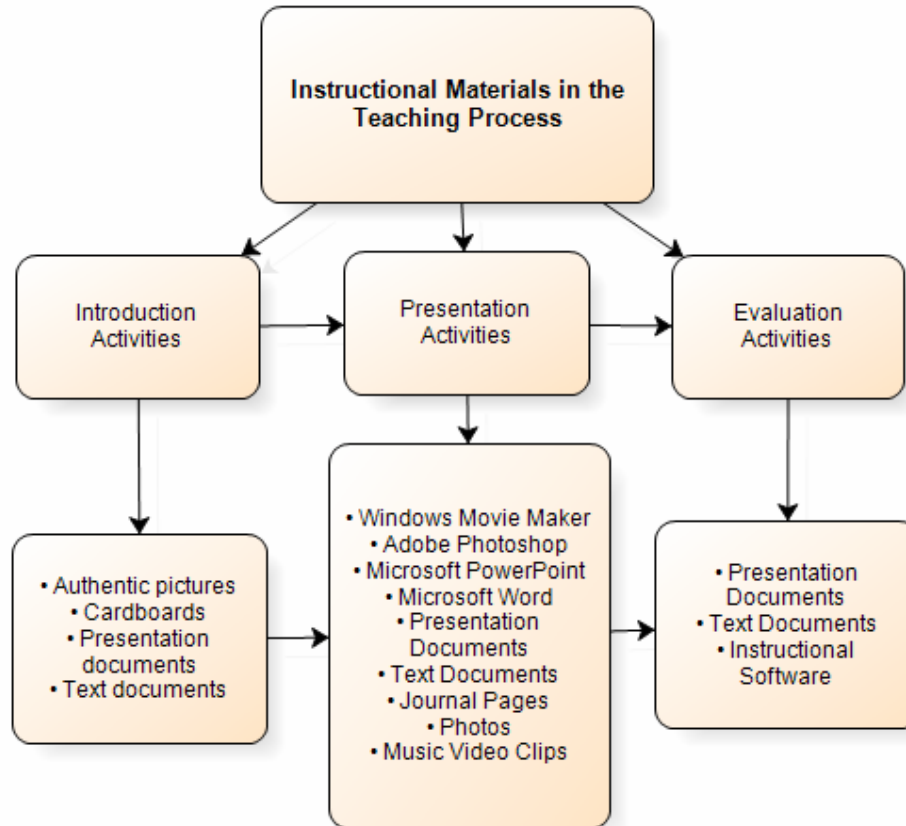 Instructional Materials in the
Teaching Process
Introduction
Activities
Presentation
Activities
Evaluation
Activities
• Authentic pictures
• Cardboards
• Presentation
documents
• Text documents
• Windows Movie Maker
• Adobe Photoshop
• Microsoft PowerPoint
• Microsoft Word
• Presentation
Documents
• Text Documents
• Journal Pages
• Photos
• Music Video Clips
• Presentation
Documents
• Text Documents
• Instructional
Software